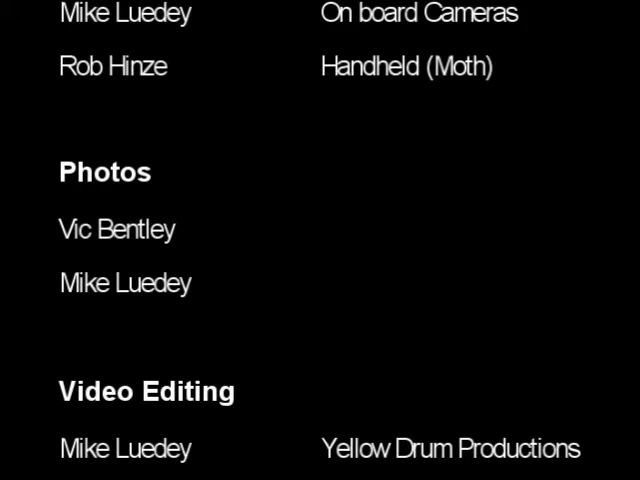 Mike Luedey On board Cameras
Rob Hinze Handheld (Moth)
Photos
Vic Bentley
Mike Luedey
Video Editing
Mike Luedey Yellow Drum Productions